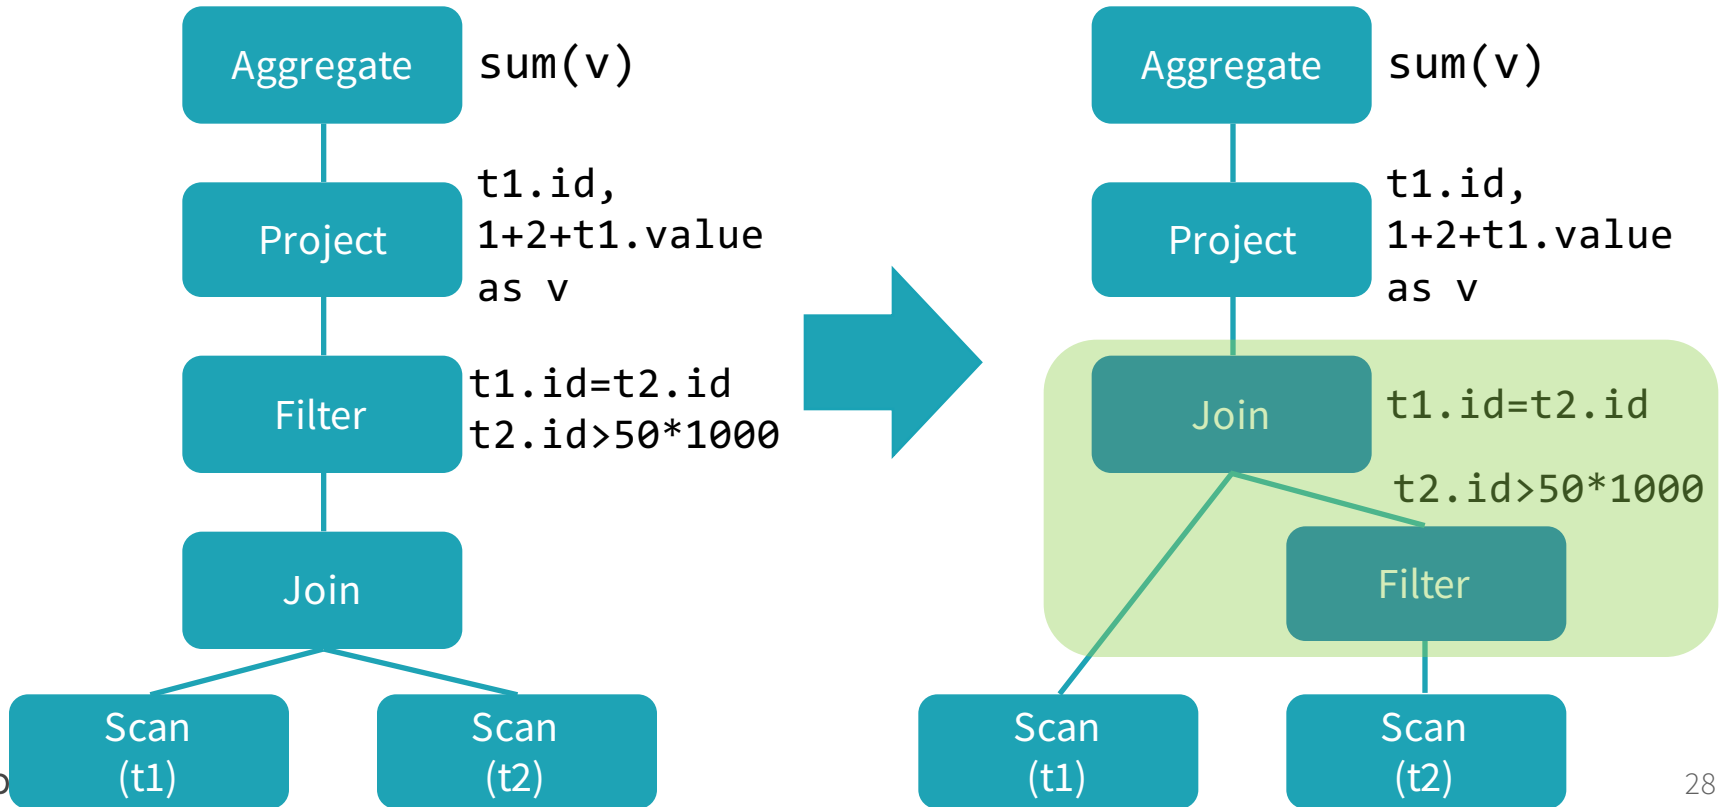 Aggregate
sum(v)
Project
t1.id,
1+2+t1.value
as v
Filter
t1.id=t2.id
t2.id>50*1000
Join
Scan
(t1)
Scan
(t2)
Aggregate
sum(v)
Project
t1.id,
1+2+t1.value
as v
Join
t1.id=t2.id
t2.id>50*1000
Filter
Scan
(t1)
Scan
(t2)
28